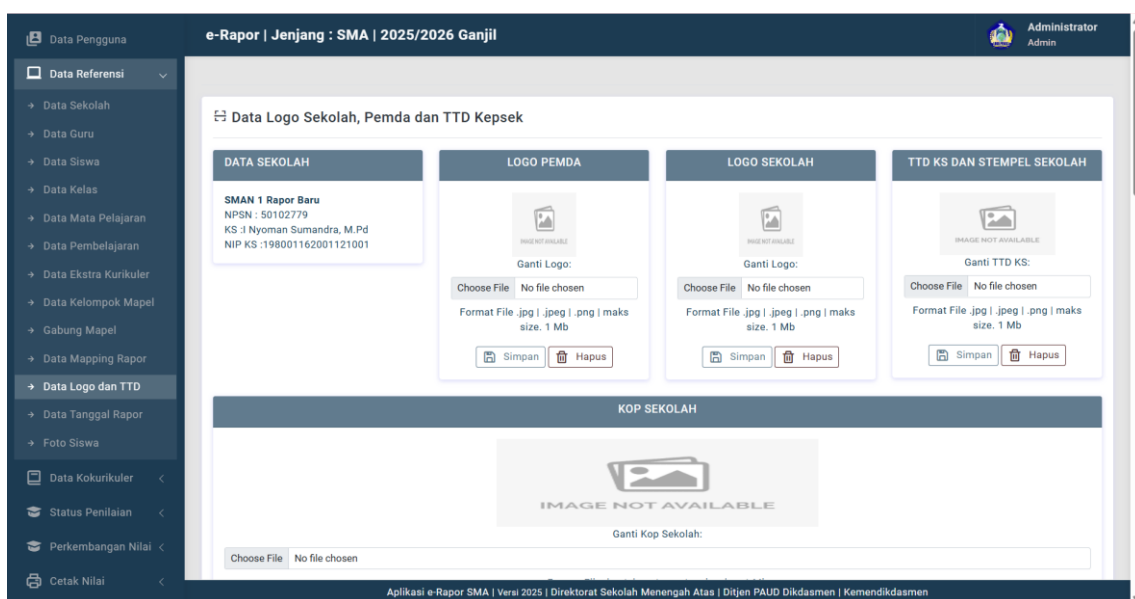 Data Pengguna
Data Referensi
Data Sekolah
Data Guru
Data Siswa
Data Kelas
Data Mata Pelajaran
Data Pembelajaran
Data Ekstra Kurikuler
Data Kelompok Mapel
Gabung Mapel
Data Mapping Rapor
Data Logo dan TTD
Data Tanggal Rapor
Foto Siswa
Data Kokurikuler
Status Penilaian
Perkembangan Nilai
Cetak Nilai
e-Rapor | Jenjang : SMA | 2025/2026 Ganjil
Administrator
Admin
Data Logo Sekolah, Pemda dan TTD Kepsek
DATA SEKOLAH
SMAN 1 Rapor Baru
NPSN : 50102779
KS :I Nyoman Sumandra, M.Pd
NIP KS :198001162001121001
LOGO PEMDA
IMAGE NOT AVAILABLE
Ganti Logo:
Choose File No file chosen
Format File .jpg | .jpeg | .png | maks
size. 1 Mb
Simpan Hapus
LOGO SEKOLAH
IMAGE NOT AVAILABLE
Ganti Logo:
Choose File No file chosen
Format File .jpg | .jpeg | .png | maks
size. 1 Mb
Simpan Hapus
TTD KS DAN STEMPEL SEKOLAH
IMAGE NOT AVAILABLE
Ganti TTD KS:
Choose File No file chosen
Format File .jpg | .jpeg | .png | maks
size. 1 Mb
Simpan Hapus
KOP SEKOLAH
IMAGE NOT AVAILABLE
Ganti Kop Sekolah:
Choose File No file chosen
Aplikasi e-Rapor SMA | Versi 2025 | Direktorat Sekolah Menengah Atas | Ditjen PAUD Dikdasmen | Kemendikdasmen